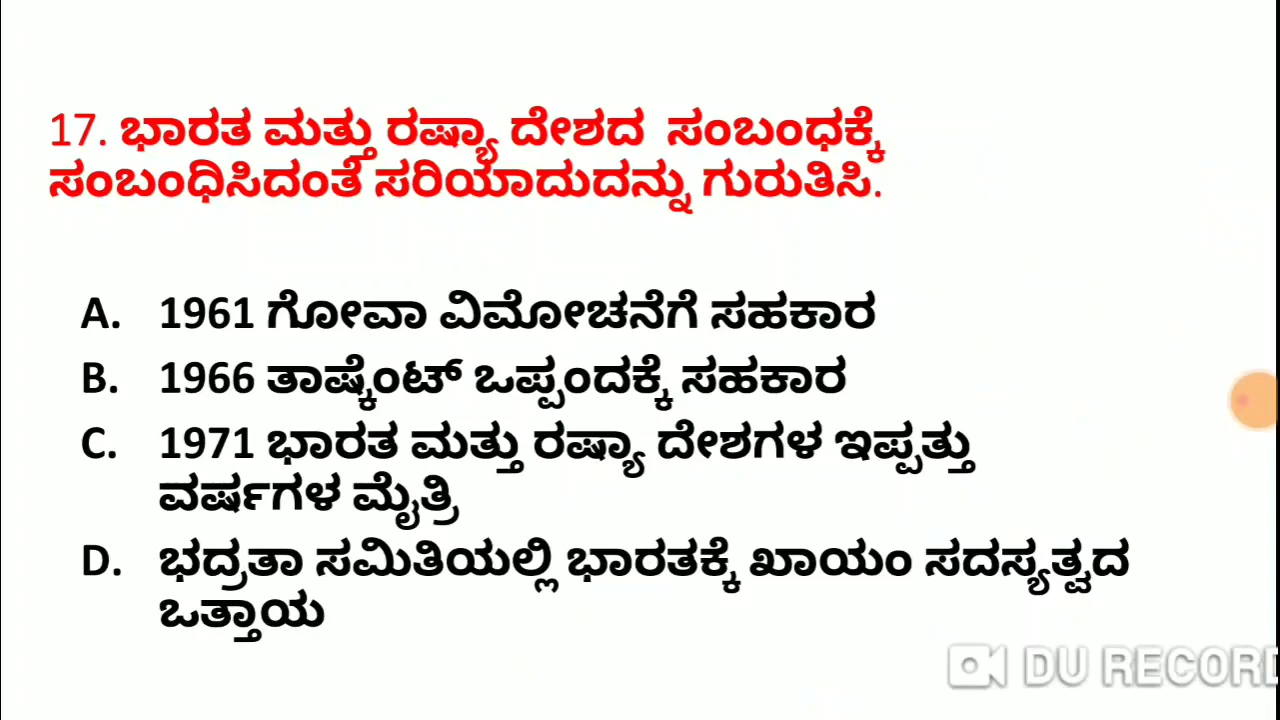 17. ಭಾರತ ಮತ್ತು ರಷ್ಯಾ ದೇಶದ ಸಂಬಂಧಕ್ಕೆ
ಸಂಬಂಧಿಸಿದಂತೆ ಸರಿಯಾದುದನ್ನು ಗುರುತಿಸಿ.
A. 1961 ಗೋವಾ ವಿಮೋಚನೆಗೆ ಸಹಕಾರ
B. 1966 ತಾಷ್ಕೆಂಟ್ ಒಪ್ಪಂದಕ್ಕೆ ಸಹಕಾರ
C. 1971 ಭಾರತ ಮತ್ತು ರಷ್ಯಾ ದೇಶಗಳ ಇಪ್ಪತ್ತು
ವರ್ಷಗಳ ಮೈತ್ರಿ
D. ಭದ್ರತಾ ಸಮಿತಿಯಲ್ಲಿ ಭಾರತಕ್ಕೆ ಖಾಯಂ ಸದಸ್ಯತ್ವದ
ಒತ್ತಾಯ
DU RECORD